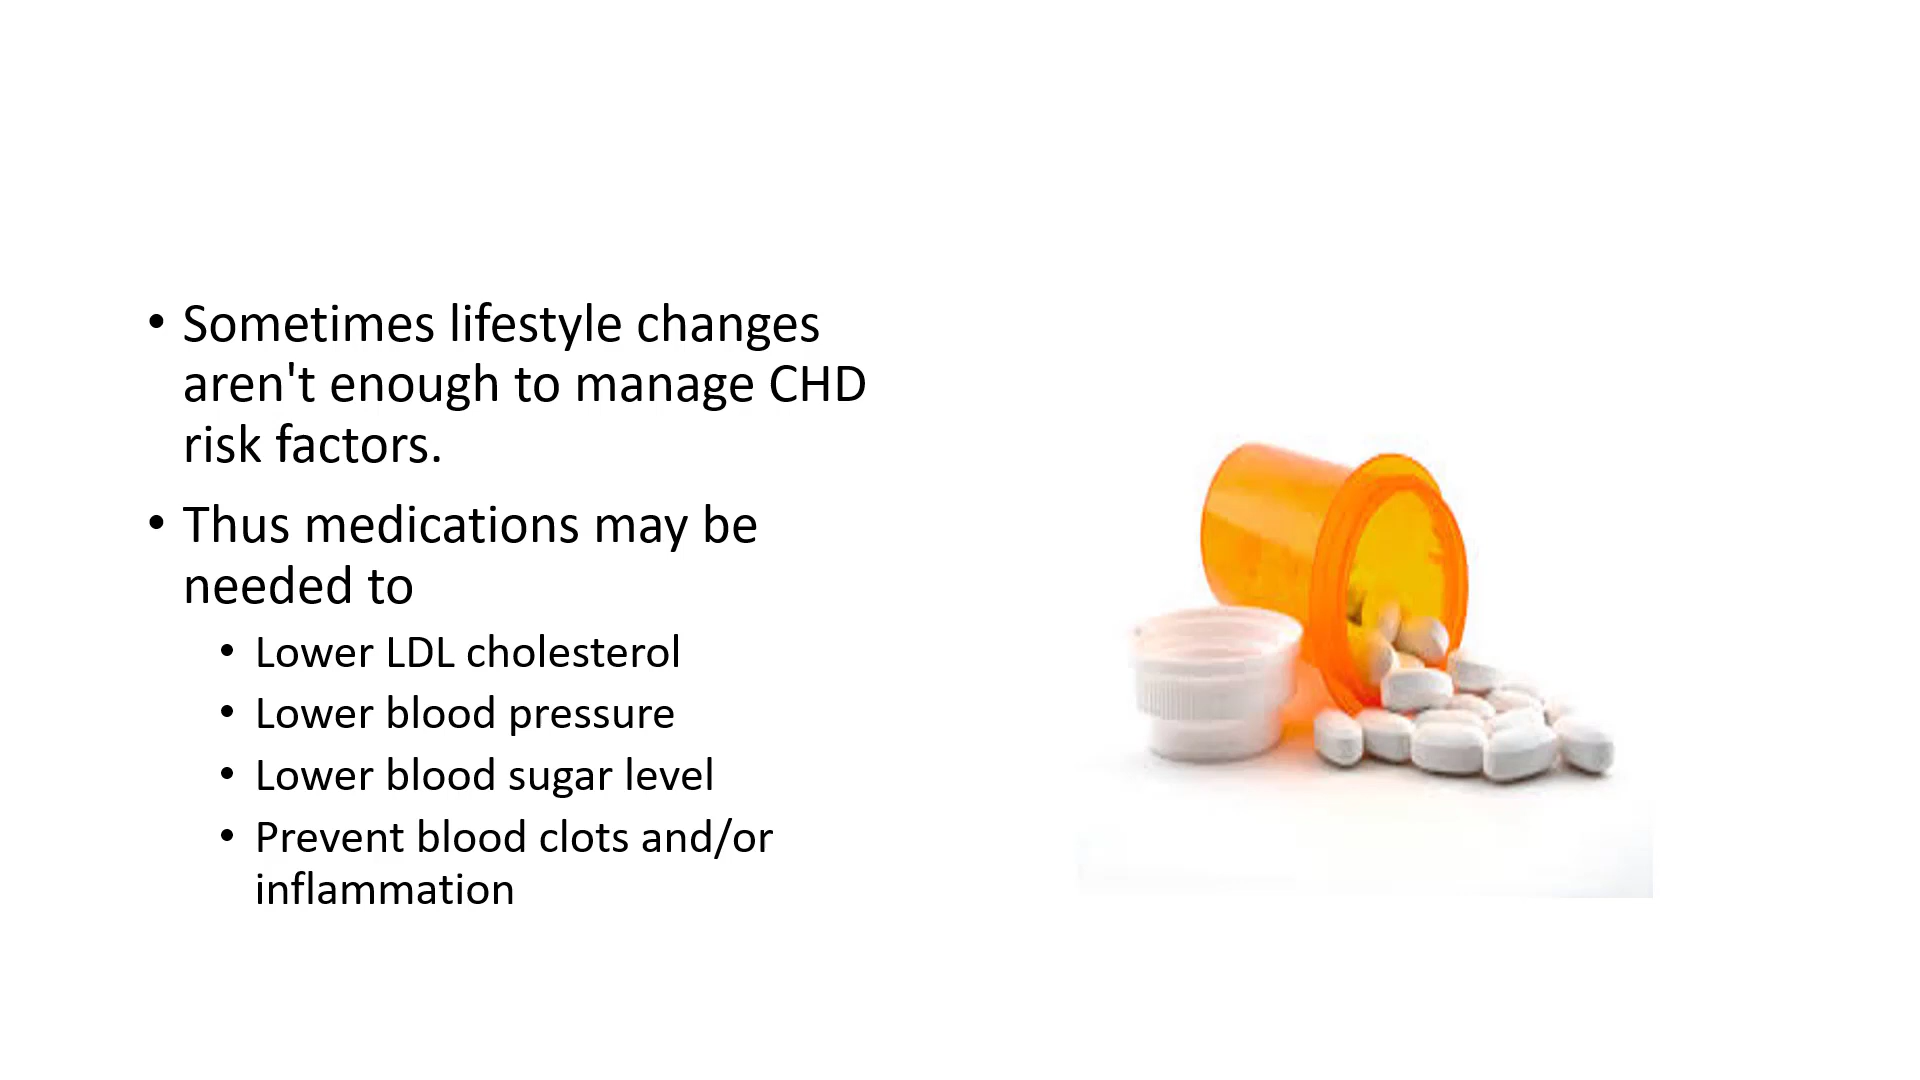 • Sometimes lifestyle changes
aren't enough to manage CHD
risk factors.
• Thus medications may be
needed to
• Lower LDL cholesterol
• Lower blood pressure
• Lower blood sugar level
• Prevent blood clots and/or
inflammation